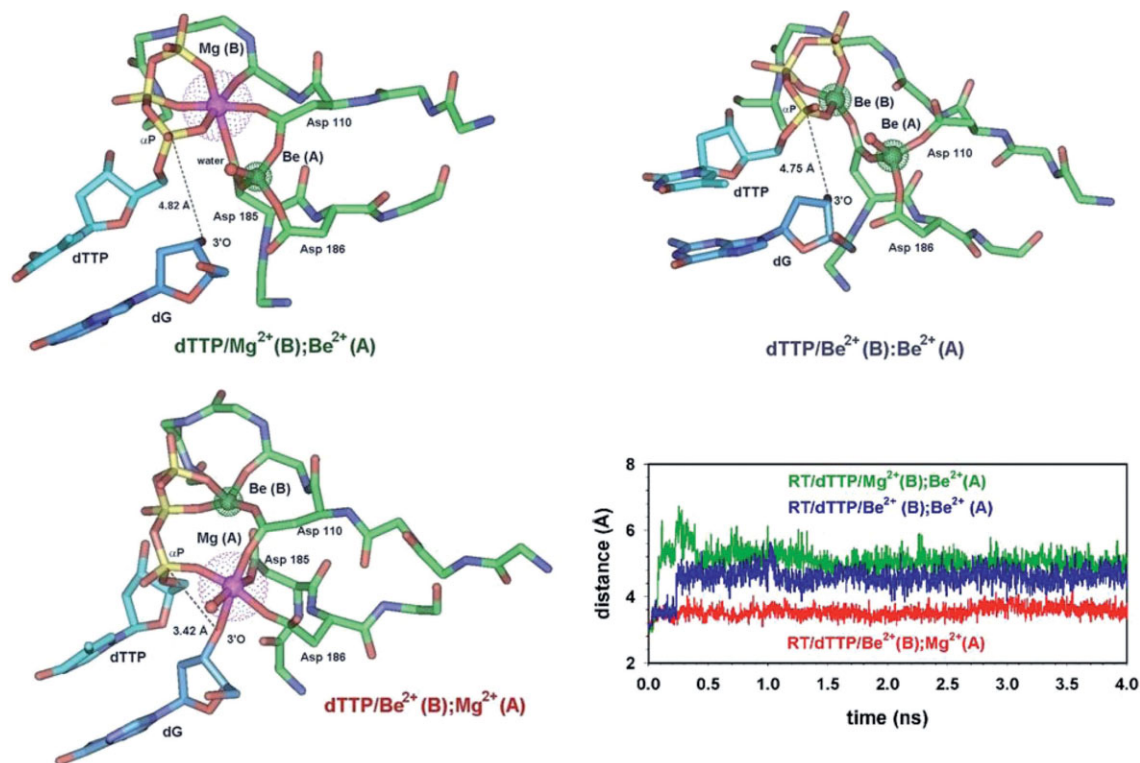 Mg (B)
Asp 110
αP
Be (A)
water
4.82 Å
Asp 185
dTTP
3'O
Asp 186
dG
dTTP/Mg²⁺(B);Be²⁺(A)
Be (B)
αP
Be (A)
Asp 110
4.75 Å
dTTP
3'O
Asp 186
dG
dTTP/Be²⁺(B):Be²⁺(A)
Be (B)
Asp 110
Mg (A)
Asp 185
αP
3.42 Å
3'O
dTTP
Asp 186
dG
dTTP/Be²⁺(B);Mg²⁺(A)
distance (Å)
8
6
4
2
RT/dTTP/Mg²⁺(B);Be²⁺(A)
RT/dTTP/Be²⁺ (B);Be²⁺ (A)
RT/dTTP/Be²⁺(B);Mg²⁺(A)
0.0 0.5 1.0 1.5 2.0 2.5 3.0 3.5 4.0
time (ns)